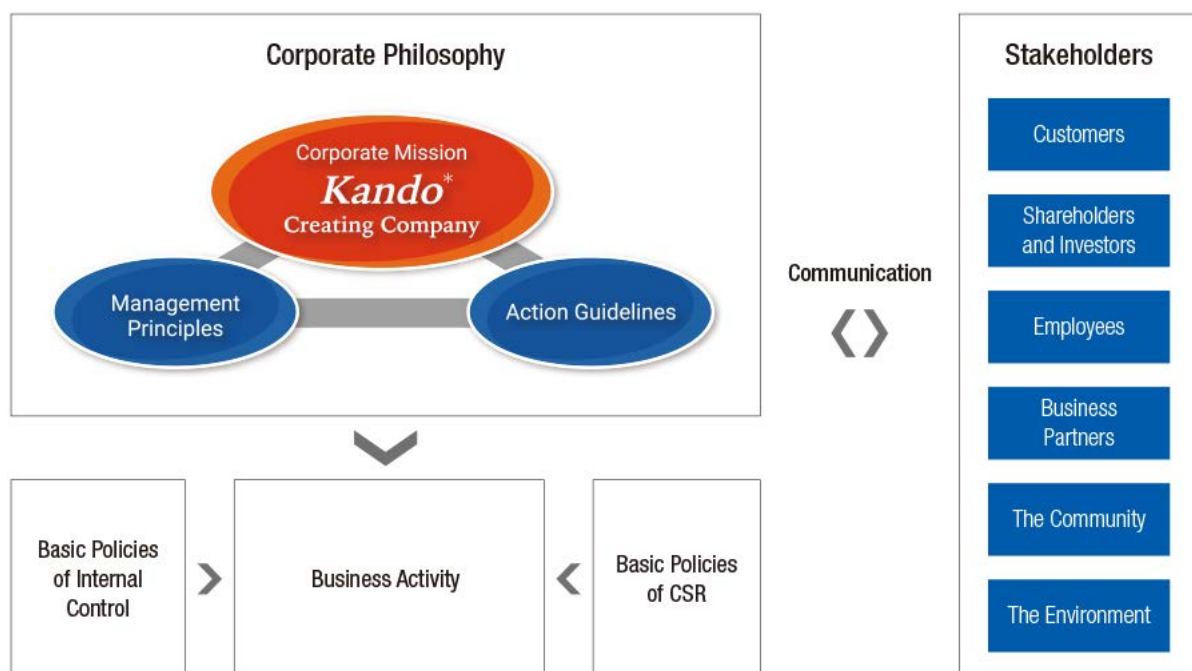 Corporate Philosophy
Corporate Mission
Kando*
Creating Company
Management
Principles
Action Guidelines
Communication
Basic Policies
of Internal
Control
Business Activity
Basic Policies
of CSR
Stakeholders
Customers
Shareholders
and Investors
Employees
Business
Partners
The Community
The Environment